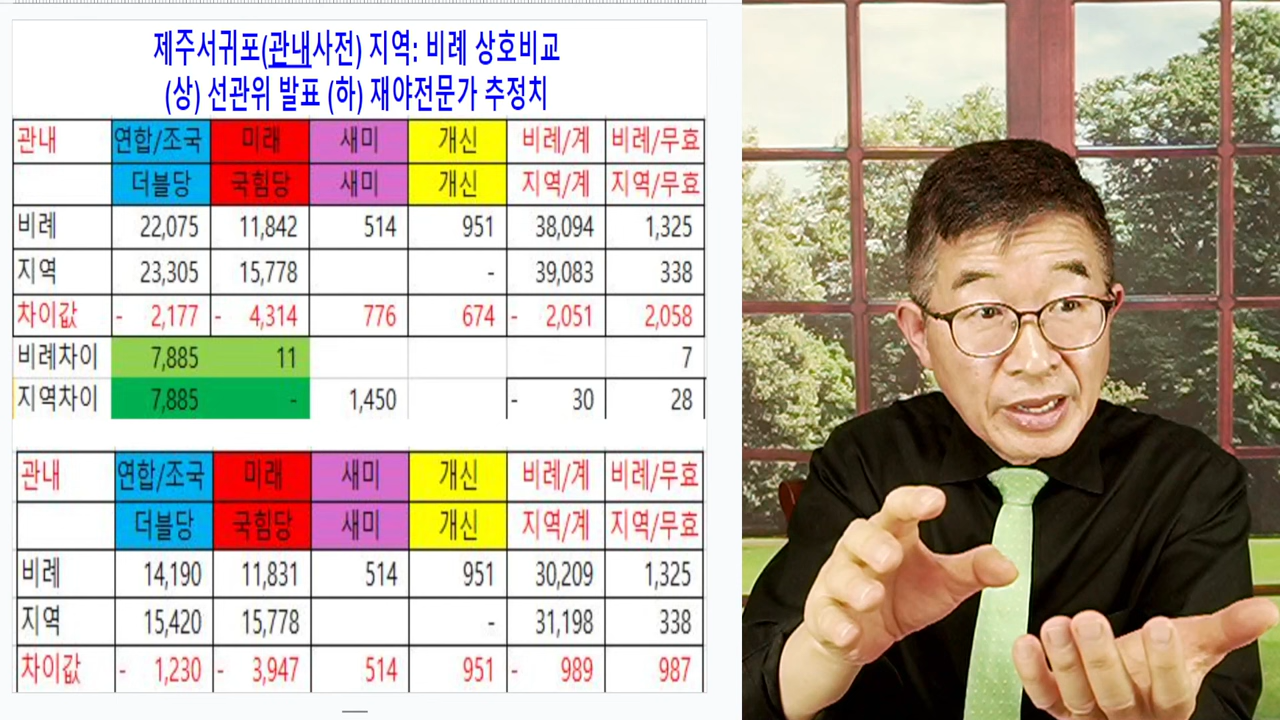 제주서귀포(관내사전) 지역: 비례 상호비교
(상) 선관위 발표 (하) 재야전문가 추정치
관내 연합/조국 미래 새미 개신 비례/계 비례/무효
더블당 국힘당 새미 개신 지역/계 지역/무효
비례 22,075 11,842 514 951 38,094 1,325
지역 23,305 15,778 - 39,083 338
차이값 - 2,177 - 4,314 776 674 - 2,051 2,058
비례차이 7,885 11 7
지역차이 7,885 - 1,450 - 30 28
관내 연합/조국 미래 새미 개신 비례/계 비례/무효
더블당 국힘당 새미 개신 지역/계 지역/무효
비례 14,190 11,831 514 951 30,209 1,325
지역 15,420 15,778 - 31,198 338
차이값 - 1,230 - 3,947 514 951 - 989 987